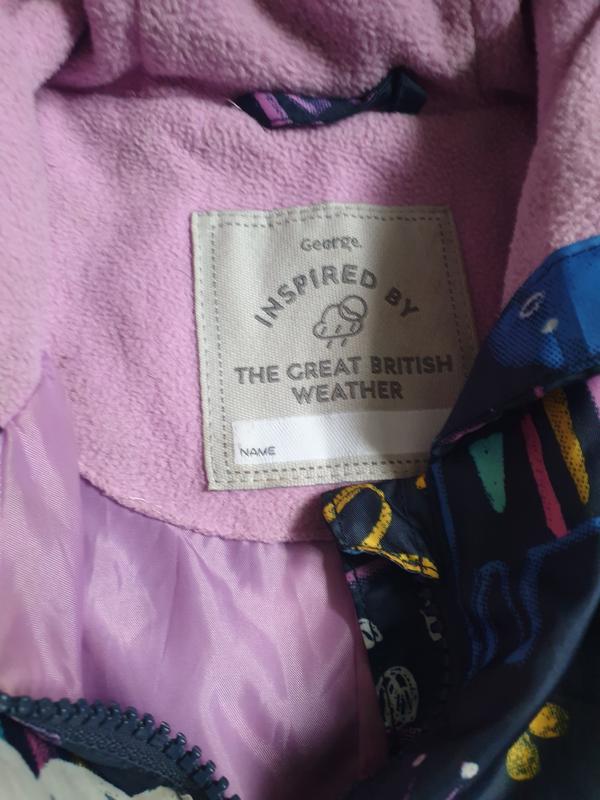 George.
INSPIRED BY
THE GREAT BRITISH
WEATHER
NAME